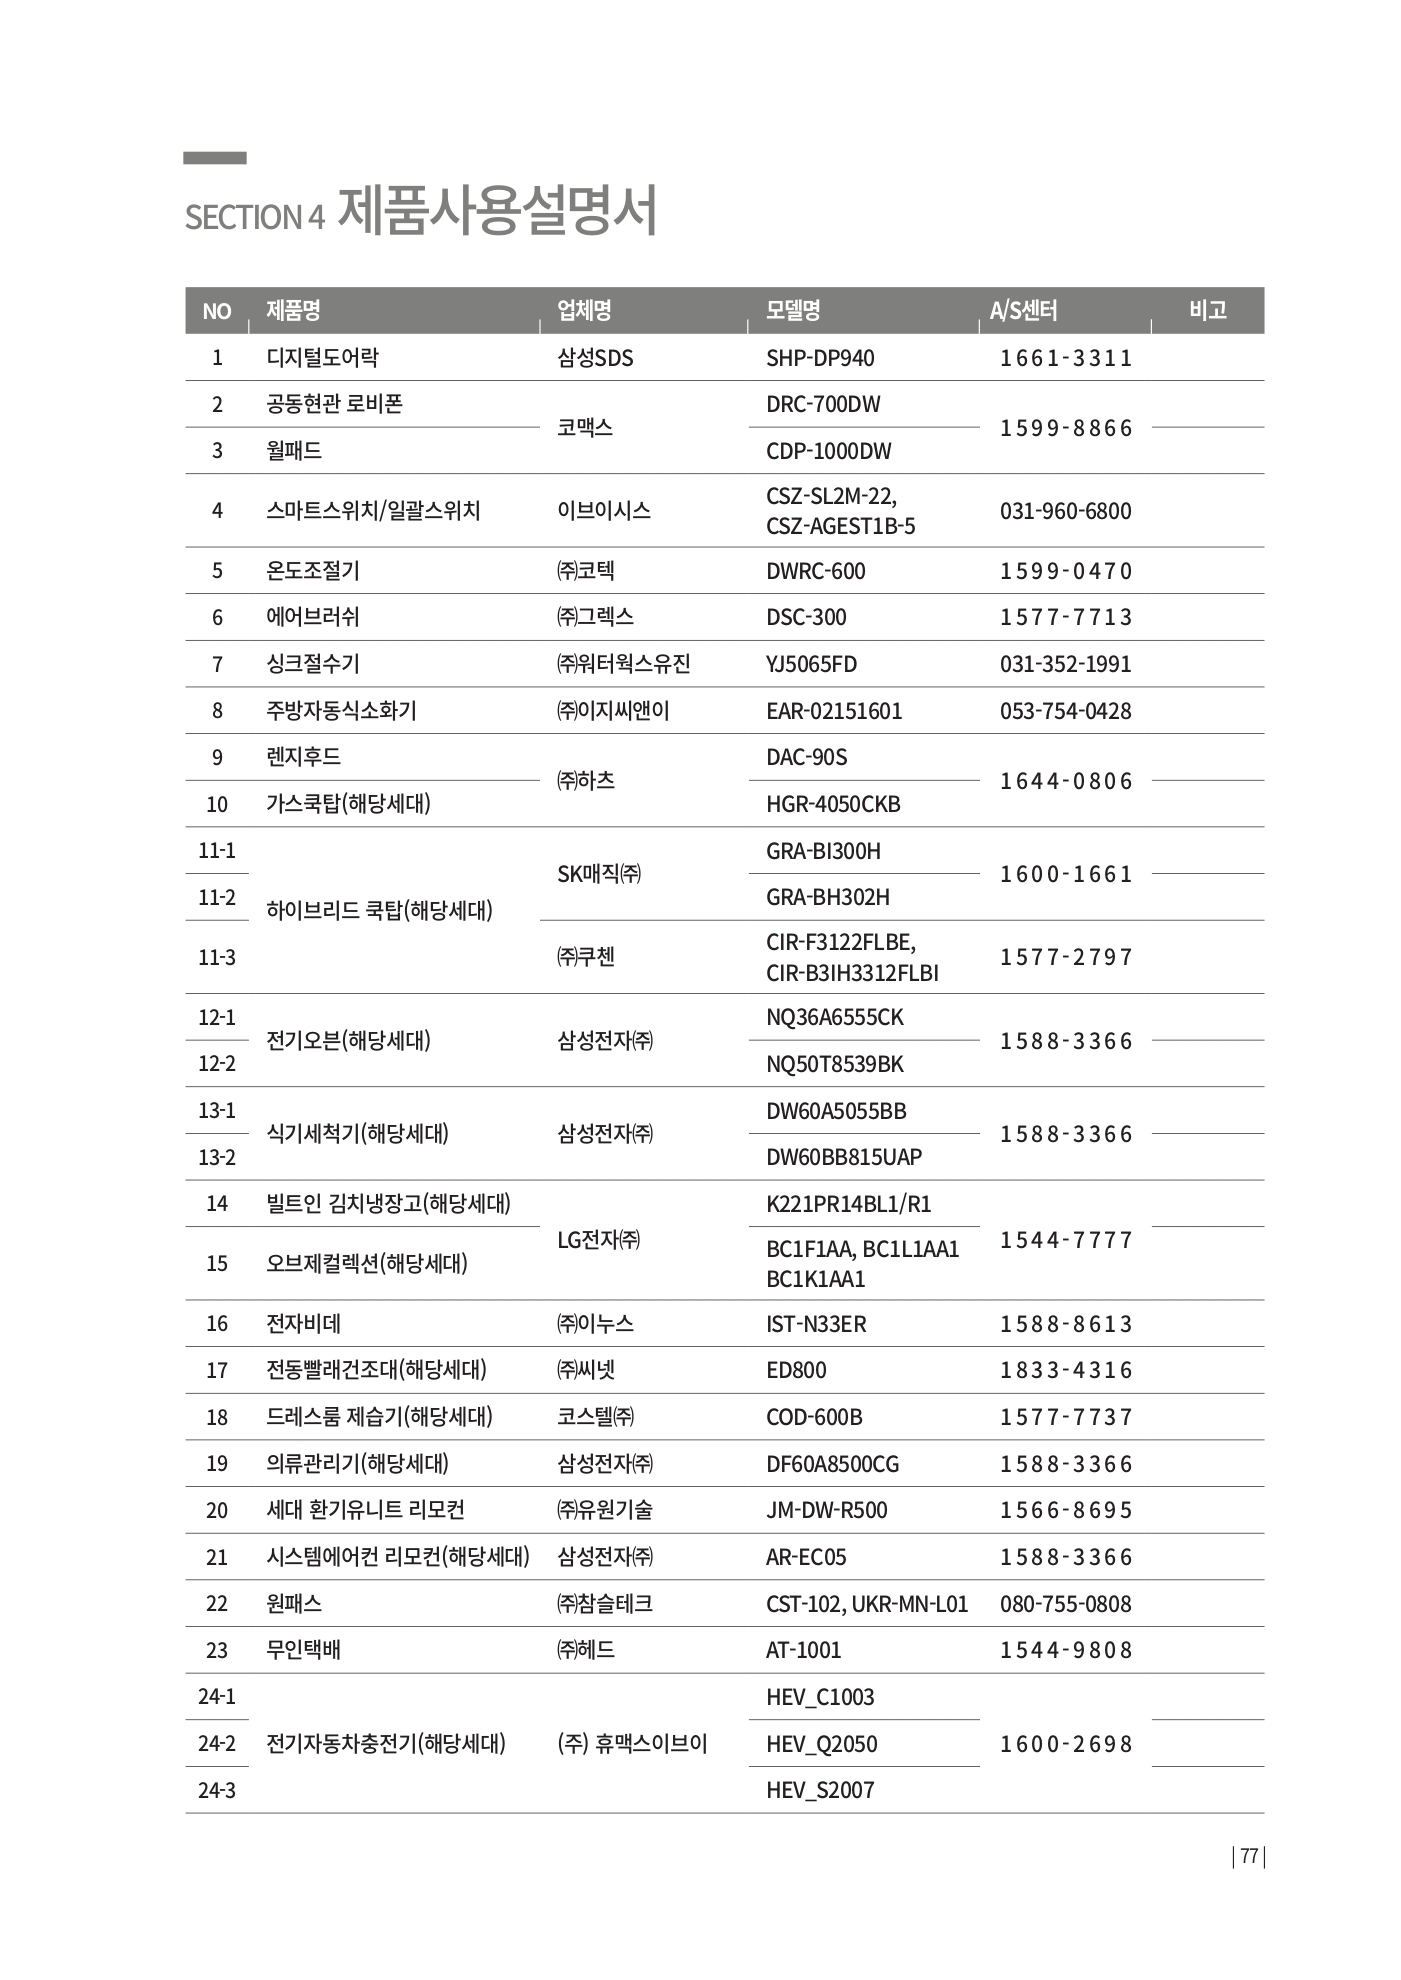 SECTION 4 제품사용설명서
NO 제품명 업체명 모델명 A/S센터 비고
1 디지털도어락 삼성SDS SHP-DP940 1661-3311
2 공동현관 로비폰 코맥스 DRC-700DW 1599-8866
3 월패드 CDP-1000DW
4 스마트스위치/일괄스위치 이브이시스 CSZ-SL2M-22, 031-960-6800
CSZ-AGEST1B-5
5 온도조절기 ㈜코텍 DWRC-600 1599-0470
6 에어브러쉬 ㈜그렉스 DSC-300 1577-7713
7 싱크절수기 ㈜워터웍스유진 YJ5065FD 031-352-1991
8 주방자동식소화기 ㈜이지씨앤이 EAR-02151601 053-754-0428
9 렌지후드 ㈜하츠 DAC-90S 1644-0806
10 가스쿡탑(해당세대) HGR-4050CKB
11-1 하이브리드 쿡탑(해당세대) SK매직㈜ GRA-BI300H 1600-1661
11-2 GRA-BH302H
11-3 ㈜쿠첸 CIR-F3122FLBE, 1577-2797
CIR-B3IH3312FLBI
12-1 전기오븐(해당세대) 삼성전자㈜ NQ36A6555CK 1588-3366
12-2 NQ50T8539BK
13-1 식기세척기(해당세대) 삼성전자㈜ DW60A5055BB 1588-3366
13-2 DW60BB815UAP
14 빌트인 김치냉장고(해당세대) LG전자㈜ K221PR14BL1/R1 1544-7777
15 오브제컬렉션(해당세대) BC1F1AA, BC1L1AA1
BC1K1AA1
16 전자비데 ㈜이누스 IST-N33ER 1588-8613
17 전동빨래건조대(해당세대) ㈜씨넷 ED800 1833-4316
18 드레스룸 제습기(해당세대) 코스텔㈜ COD-600B 1577-7737
19 의류관리기(해당세대) 삼성전자㈜ DF60A8500CG 1588-3366
20 세대 환기유니트 리모컨 ㈜유원기술 JM-DW-R500 1566-8695
21 시스템에어컨 리모컨(해당세대) 삼성전자㈜ AR-EC05 1588-3366
22 원패스 ㈜참슬테크 CST-102, UKR-MN-L01 080-755-0808
23 무인택배 ㈜헤드 AT-1001 1544-9808
24-1 전기자동차충전기(해당세대) (주) 휴맥스이브이 HEV_C1003 1600-2698
24-2 HEV_Q2050
24-3 HEV_S2007
| 77 |